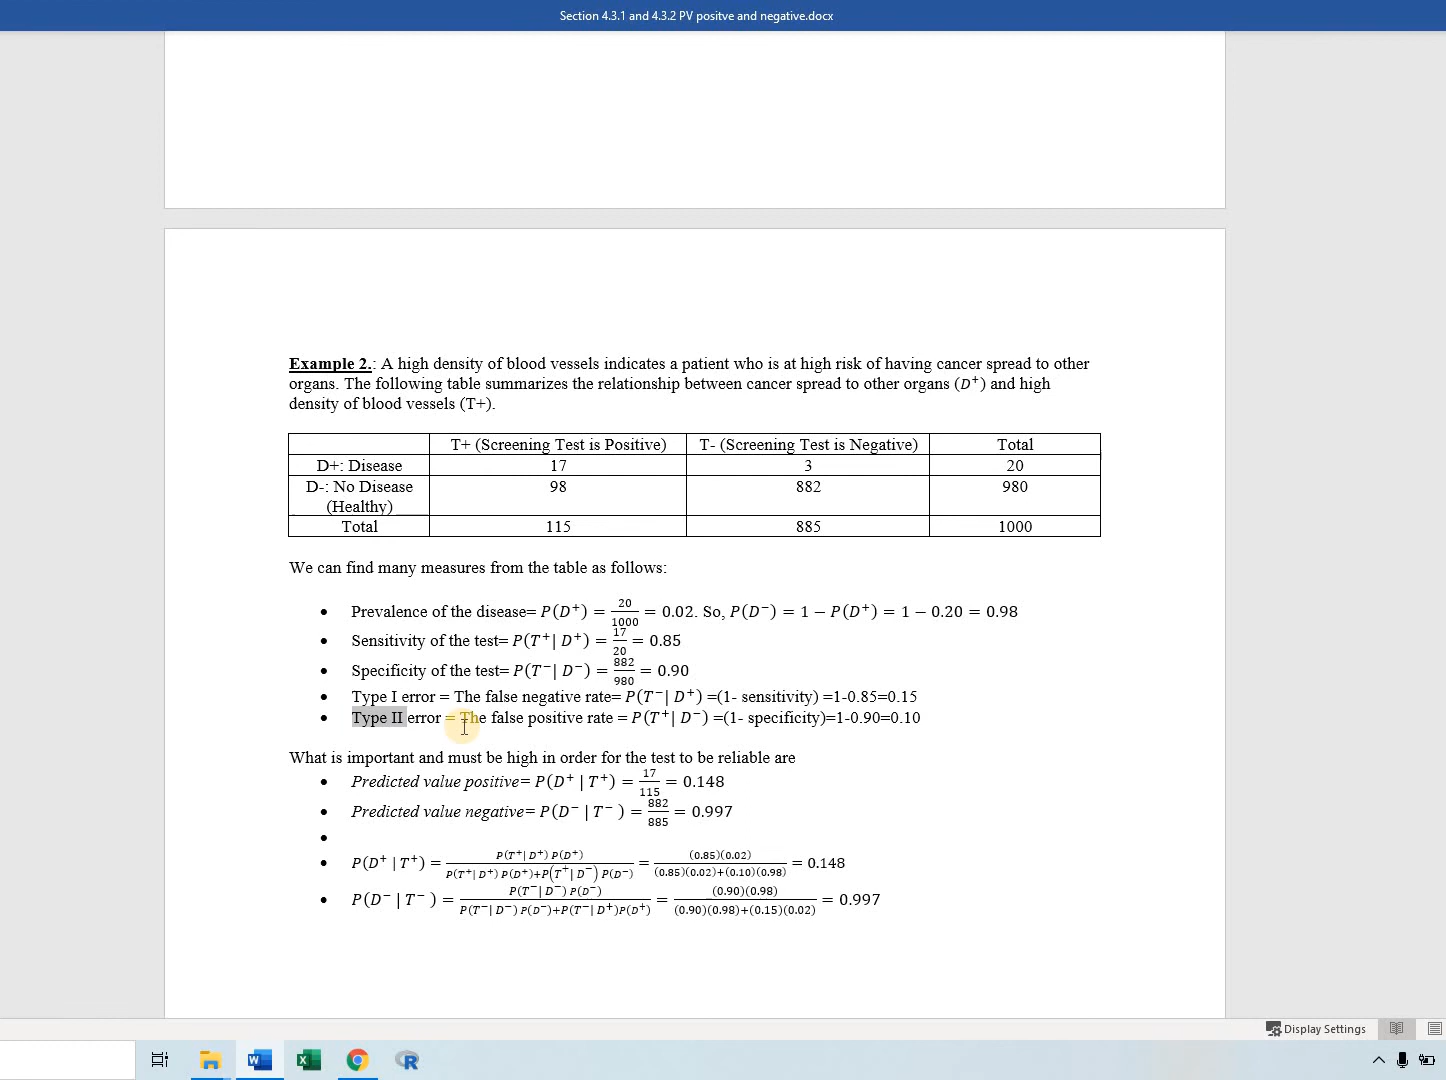 Section 4.3.1 and 4.3.2 PV positve and negative.docx
Example 2.: A high density of blood vessels indicates a patient who is at high risk of having cancer spread to other
organs. The following table summarizes the relationship between cancer spread to other organs (D⁺) and high
density of blood vessels (T+).
T+ (Screening Test is Positive) T- (Screening Test is Negative) Total
D+: Disease 17 3 20
D-: No Disease 98 882 980
(Healthy)
Total 115 885 1000
We can find many measures from the table as follows:
• Prevalence of the disease= P(D⁺) = 20/1000 = 0.02. So, P(D⁻) = 1 − P(D⁺) = 1 − 0.20 = 0.98
• Sensitivity of the test= P(T⁺| D⁺) = 17/20 = 0.85
• Specificity of the test= P(T⁻| D⁻) = 882/980 = 0.90
• Type I error = The false negative rate= P(T⁻| D⁺) =(1- sensitivity) =1-0.85=0.15
• Type II error = The false positive rate = P(T⁺| D⁻) =(1- specificity)=1-0.90=0.10
What is important and must be high in order for the test to be reliable are
• Predicted value positive= P(D⁺ | T⁺) = 17/115 = 0.148
• Predicted value negative= P(D⁻ | T⁻ ) = 882/885 = 0.997
•
• P(D⁺ | T⁺) = P(T⁺| D⁺) P(D⁺)/P(T⁺| D⁺) P(D⁺)+P(T⁺| D⁻) P(D⁻) = (0.85)(0.02)/(0.85)(0.02)+(0.10)(0.98) = 0.148
• P(D⁻ | T⁻ ) = P(T⁻| D⁻) P(D⁻)/P(T⁻| D⁻) P(D⁻)+P(T⁻| D⁺)P(D⁺) = (0.90)(0.98)/(0.90)(0.98)+(0.15)(0.02) = 0.997
Display Settings